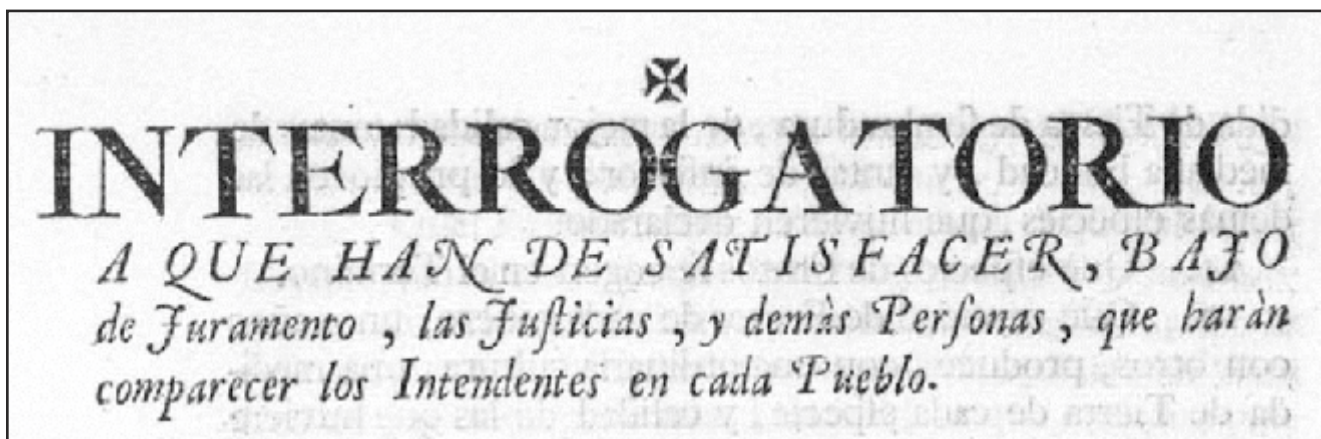 ✠
INTERROGATORIO
A QUE HAN DE SATISFACER, BAJO
de Juramento, las Juſticias, y demàs Perſonas, que haràn
comparecer los Intendentes en cada Pueblo.